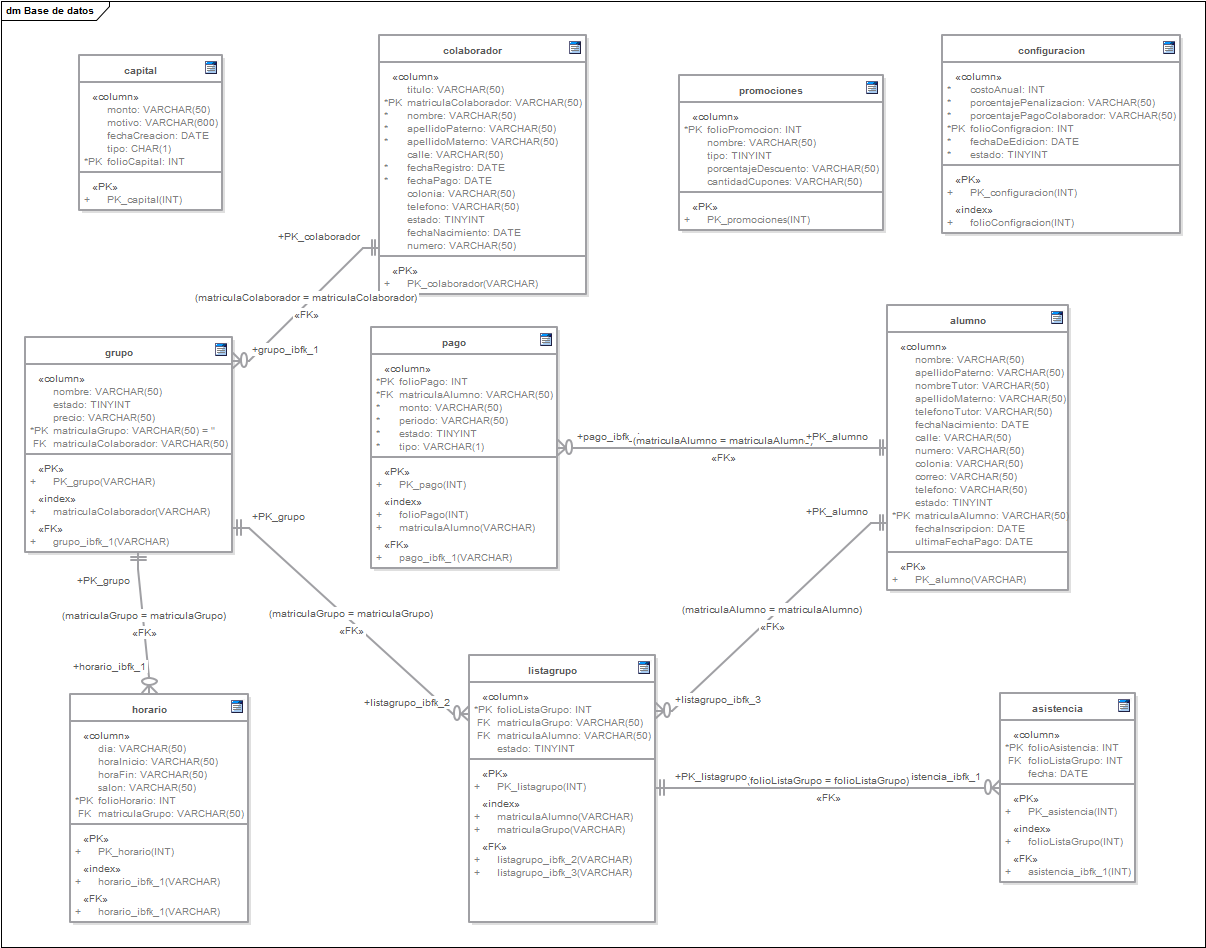 dm Base de datos
capital
«column»
monto: VARCHAR(50)
motivo: VARCHAR(600)
fechaCreacion: DATE
tipo: CHAR(1)
*PK folioCapital: INT
«PK»
+ PK_capital(INT)
colaborador
«column»
titulo: VARCHAR(50)
*PK matriculaColaborador: VARCHAR(50)
* nombre: VARCHAR(50)
* apellidoPaterno: VARCHAR(50)
* apellidoMaterno: VARCHAR(50)
calle: VARCHAR(50)
* fechaRegistro: DATE
* fechaPago: DATE
colonia: VARCHAR(50)
telefono: VARCHAR(50)
estado: TINYINT
fechaNacimiento: DATE
numero: VARCHAR(50)
«PK»
+ PK_colaborador(VARCHAR)
promociones
«column»
*PK folioPromocion: INT
nombre: VARCHAR(50)
tipo: TINYINT
porcentajeDescuento: VARCHAR(50)
cantidadCupones: VARCHAR(50)
«PK»
+ PK_promociones(INT)
configuracion
«column»
* costoAnual: INT
* porcentajePenalizacion: VARCHAR(50)
* porcentajePagoColaborador: VARCHAR(50)
*PK folioConfigracion: INT
* fechaDeEdicion: DATE
* estado: TINYINT
«PK»
+ PK_configuracion(INT)
«index»
+ folioConfigracion(INT)
+PK_colaborador
(matriculaColaborador = matriculaColaborador)
«FK»
+grupo_ibfk_1
grupo
«column»
nombre: VARCHAR(50)
estado: TINYINT
precio: VARCHAR(50)
*PK matriculaGrupo: VARCHAR(50) = ''
FK matriculaColaborador: VARCHAR(50)
«PK»
+ PK_grupo(VARCHAR)
«index»
+ matriculaColaborador(VARCHAR)
«FK»
+ grupo_ibfk_1(VARCHAR)
pago
«column»
*PK folioPago: INT
*FK matriculaAlumno: VARCHAR(50)
* monto: VARCHAR(50)
* periodo: VARCHAR(50)
* estado: TINYINT
* tipo: VARCHAR(1)
«PK»
+ PK_pago(INT)
«index»
+ folioPago(INT)
+ matriculaAlumno(VARCHAR)
«FK»
+ pago_ibfk_1(VARCHAR)
+pago_ibfk_
(matriculaAlumno = matriculaAlumno)
+PK_alumno
«FK»
alumno
«column»
nombre: VARCHAR(50)
apellidoPaterno: VARCHAR(50)
nombreTutor: VARCHAR(50)
apellidoMaterno: VARCHAR(50)
telefonoTutor: VARCHAR(50)
fechaNacimiento: DATE
calle: VARCHAR(50)
numero: VARCHAR(50)
colonia: VARCHAR(50)
correo: VARCHAR(50)
telefono: VARCHAR(50)
estado: TINYINT
*PK matriculaAlumno: VARCHAR(50)
fechaInscripcion: DATE
ultimaFechaPago: DATE
«PK»
+ PK_alumno(VARCHAR)
+PK_grupo
(matriculaGrupo = matriculaGrupo)
«FK»
+horario_ibfk_1
+PK_grupo
(matriculaGrupo = matriculaGrupo)
«FK»
+listagrupo_ibfk_2
+PK_alumno
(matriculaAlumno = matriculaAlumno)
«FK»
+listagrupo_ibfk_3
horario
«column»
dia: VARCHAR(50)
horaInicio: VARCHAR(50)
horaFin: VARCHAR(50)
salon: VARCHAR(50)
*PK folioHorario: INT
FK matriculaGrupo: VARCHAR(50)
«PK»
+ PK_horario(INT)
«index»
+ horario_ibfk_1(VARCHAR)
«FK»
+ horario_ibfk_1(VARCHAR)
listagrupo
«column»
*PK folioListaGrupo: INT
FK matriculaGrupo: VARCHAR(50)
FK matriculaAlumno: VARCHAR(50)
estado: TINYINT
«PK»
+ PK_listagrupo(INT)
«index»
+ matriculaAlumno(VARCHAR)
+ matriculaGrupo(VARCHAR)
«FK»
+ listagrupo_ibfk_2(VARCHAR)
+ listagrupo_ibfk_3(VARCHAR)
+PK_listagrupo
(folioListaGrupo = folioListaGrupo)
istencia_ibfk_1
«FK»
asistencia
«column»
*PK folioAsistencia: INT
FK folioListaGrupo: INT
fecha: DATE
«PK»
+ PK_asistencia(INT)
«index»
+ folioListaGrupo(INT)
«FK»
+ asistencia_ibfk_1(INT)